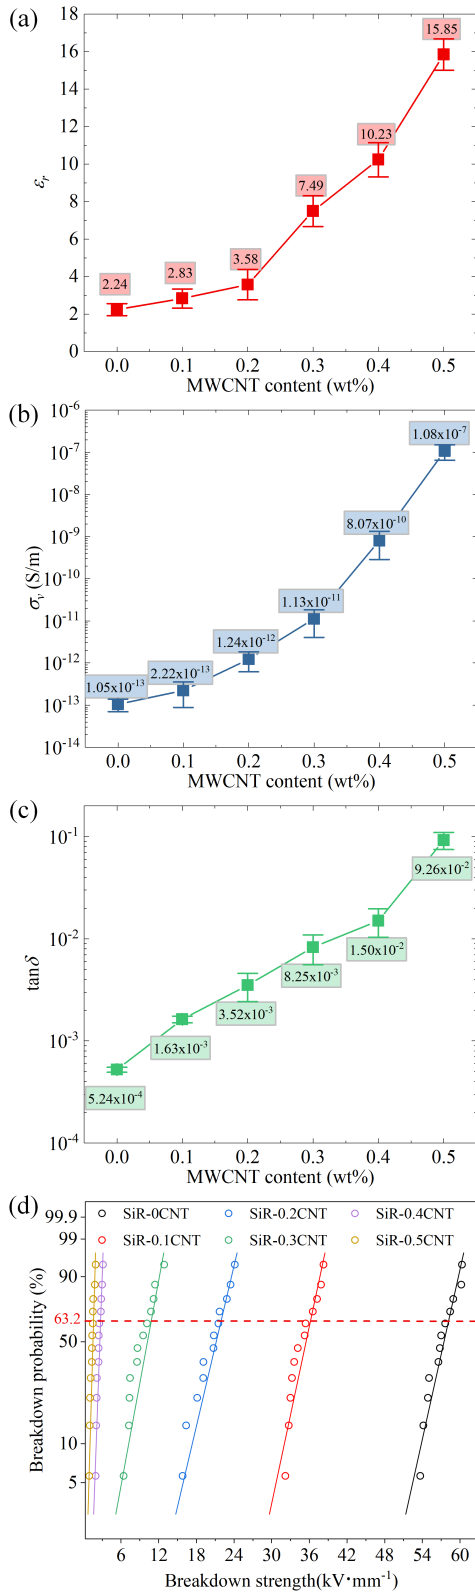 (a)
18
16
14
12
10
8
6
4
2
0
εr
2.24
2.83
3.58
7.49
10.23
15.85
0.0 0.1 0.2 0.3 0.4 0.5
MWCNT content (wt%)
(b)
10⁻⁶
10⁻⁷
10⁻⁸
10⁻⁹
10⁻¹⁰
10⁻¹¹
10⁻¹²
10⁻¹³
10⁻¹⁴
σv (S/m)
1.05x10⁻¹³
2.22x10⁻¹³
1.24x10⁻¹²
1.13x10⁻¹¹
8.07x10⁻¹⁰
1.08x10⁻⁷
0.0 0.1 0.2 0.3 0.4 0.5
MWCNT content (wt%)
(c)
10⁻¹
10⁻²
10⁻³
10⁻⁴
tanδ
5.24x10⁻⁴
1.63x10⁻³
3.52x10⁻³
8.25x10⁻³
1.50x10⁻²
9.26x10⁻²
0.0 0.1 0.2 0.3 0.4 0.5
MWCNT content (wt%)
(d)
SiR-0CNT SiR-0.2CNT SiR-0.4CNT
SiR-0.1CNT SiR-0.3CNT SiR-0.5CNT
99.9
99
90
63.2
50
10
5
Breakdown probability (%)
6 12 18 24 30 36 42 48 54 60
Breakdown strength(kV·mm⁻¹)